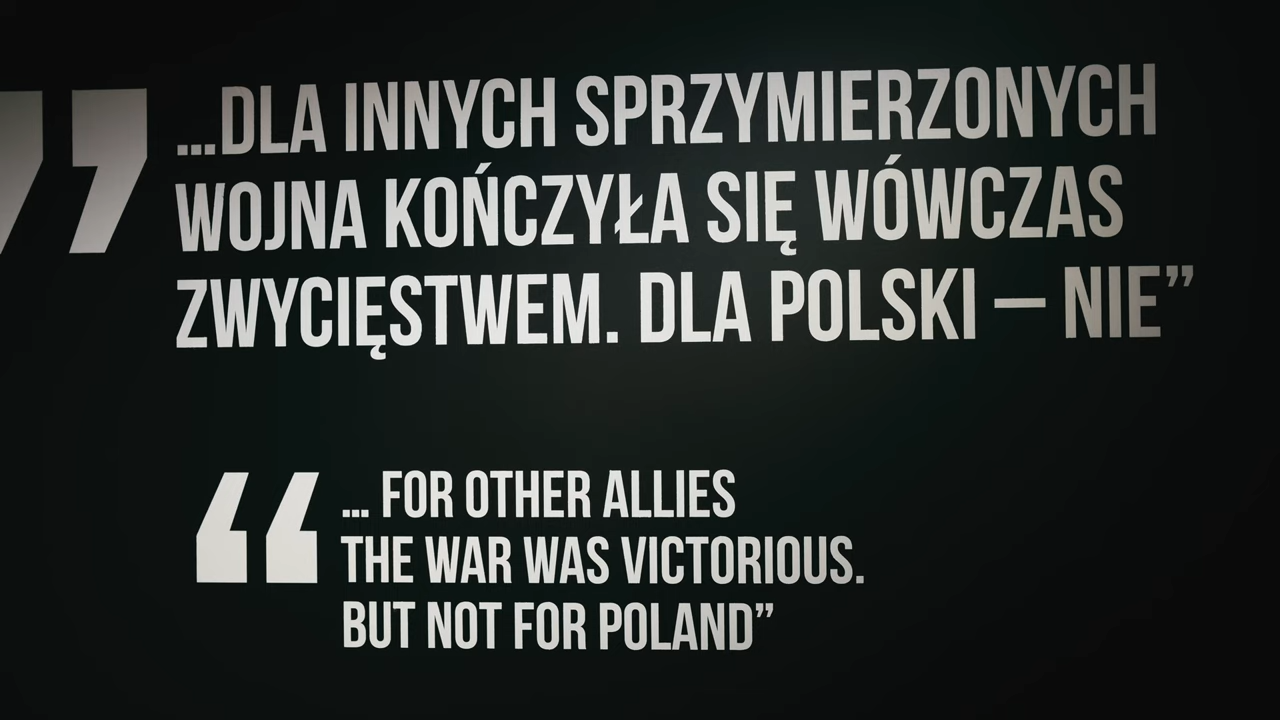 „...DLA INNYCH SPRZYMIERZONYCH
WOJNA KOŃCZYŁA SIĘ WÓWCZAS
ZWYCIĘSTWEM. DLA POLSKI — NIE”
“... FOR OTHER ALLIES
THE WAR WAS VICTORIOUS.
BUT NOT FOR POLAND”